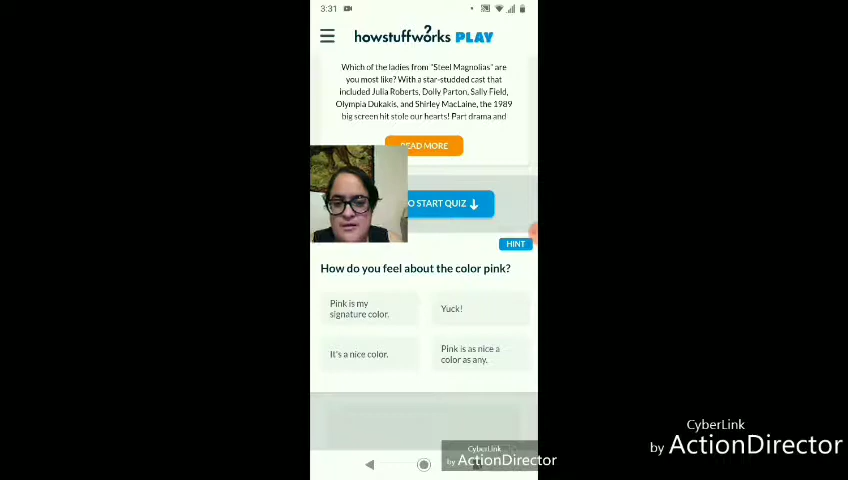 3:31
howstuffworks PLAY
Which of the ladies from "Steel Magnolias" are
you most like? With a star-studded cast that
included Julia Roberts, Dolly Parton, Sally Field,
Olympia Dukakis, and Shirley MacLaine, the 1989
big screen hit stole our hearts! Part drama and
READ MORE
O START QUIZ
HINT
How do you feel about the color pink?
Pink is my
signature color.
Yuck!
It's a nice color.
Pink is as nice a
color as any.
CyberLink
by ActionDirector
CyberLink
by ActionDirector